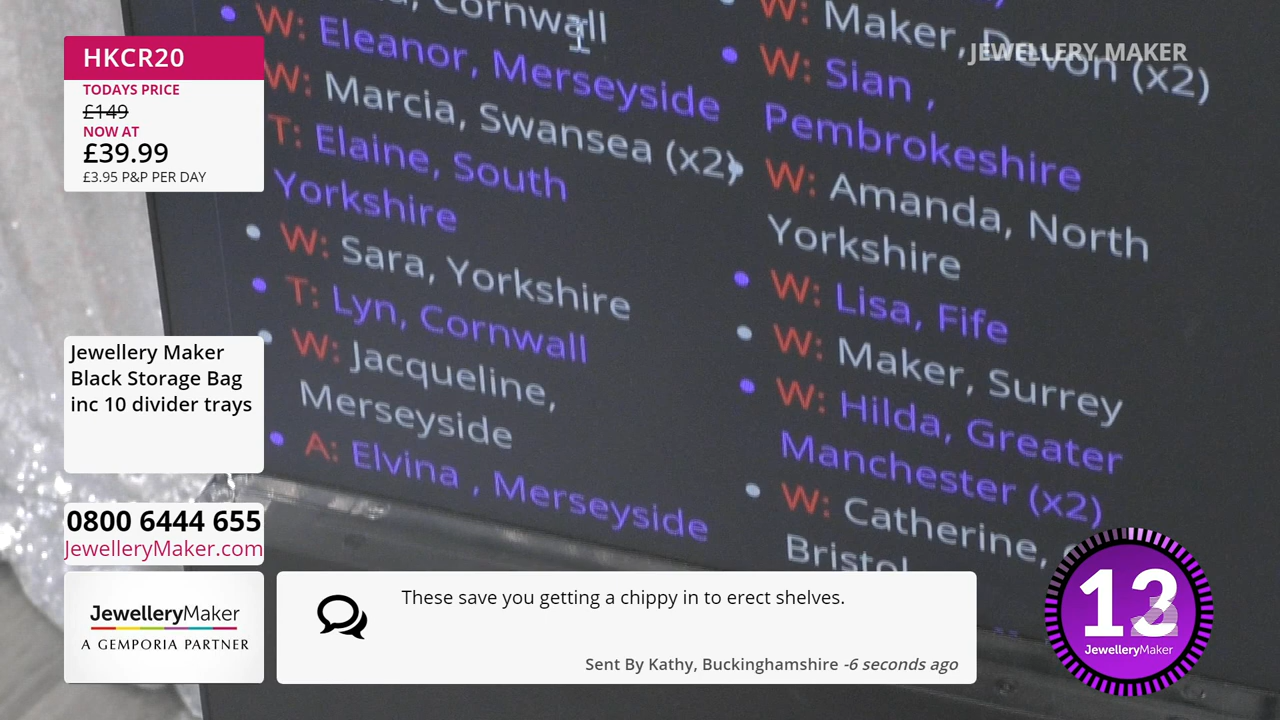 HKCR20
TODAYS PRICE
£149
NOW AT
£39.99
£3.95 P&P PER DAY
Jewellery Maker
Black Storage Bag
inc 10 divider trays
0800 6444 655
JewelleryMaker.com
JewelleryMaker
A GEMPORIA PARTNER
Cornwall
W: Eleanor, Merseyside
W: Marcia, Swansea (x2)
T: Elaine, South
Yorkshire
W: Sara, Yorkshire
T: Lyn, Cornwall
W: Jacqueline,
Merseyside
A: Elvina , Merseyside
W: Maker, Devon (x2)
W: Sian ,
Pembrokeshire
W: Amanda, North
Yorkshire
W: Lisa, Fife
W: Maker, Surrey
W: Hilda, Greater
Manchester (x2)
W: Catherine,
Bristol
JEWELLERY MAKER
These save you getting a chippy in to erect shelves.
Sent By Kathy, Buckinghamshire -6 seconds ago
JewelleryMaker